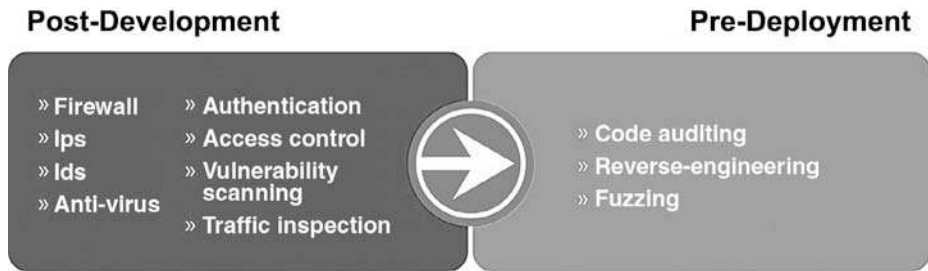 Post-Development
Pre-Deployment
» Firewall
» Ips
» Ids
» Anti-virus
» Authentication
» Access control
» Vulnerability
scanning
» Traffic inspection
» Code auditing
» Reverse-engineering
» Fuzzing